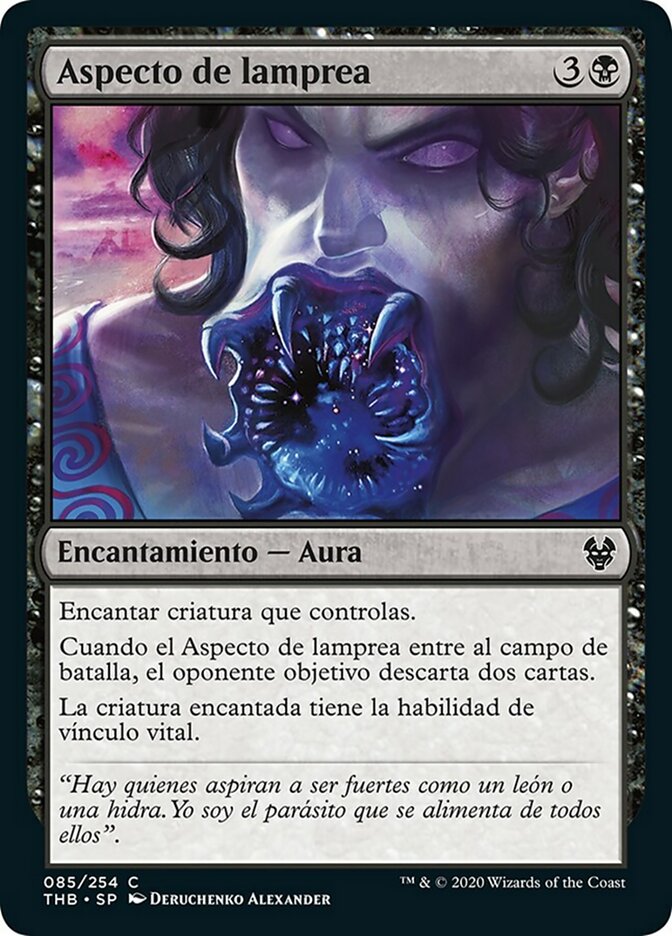 Aspecto de lamprea
3
Encantamiento — Aura
Encantar criatura que controlas.
Cuando el Aspecto de lamprea entre al campo de
batalla, el oponente objetivo descarta dos cartas.
La criatura encantada tiene la habilidad de
vínculo vital.
“Hay quienes aspiran a ser fuertes como un león o
una hidra. Yo soy el parásito que se alimenta de todos
ellos”.
085/254 C
™ & © 2020 Wizards of the Coast
THB • SP Deruchenko Alexander